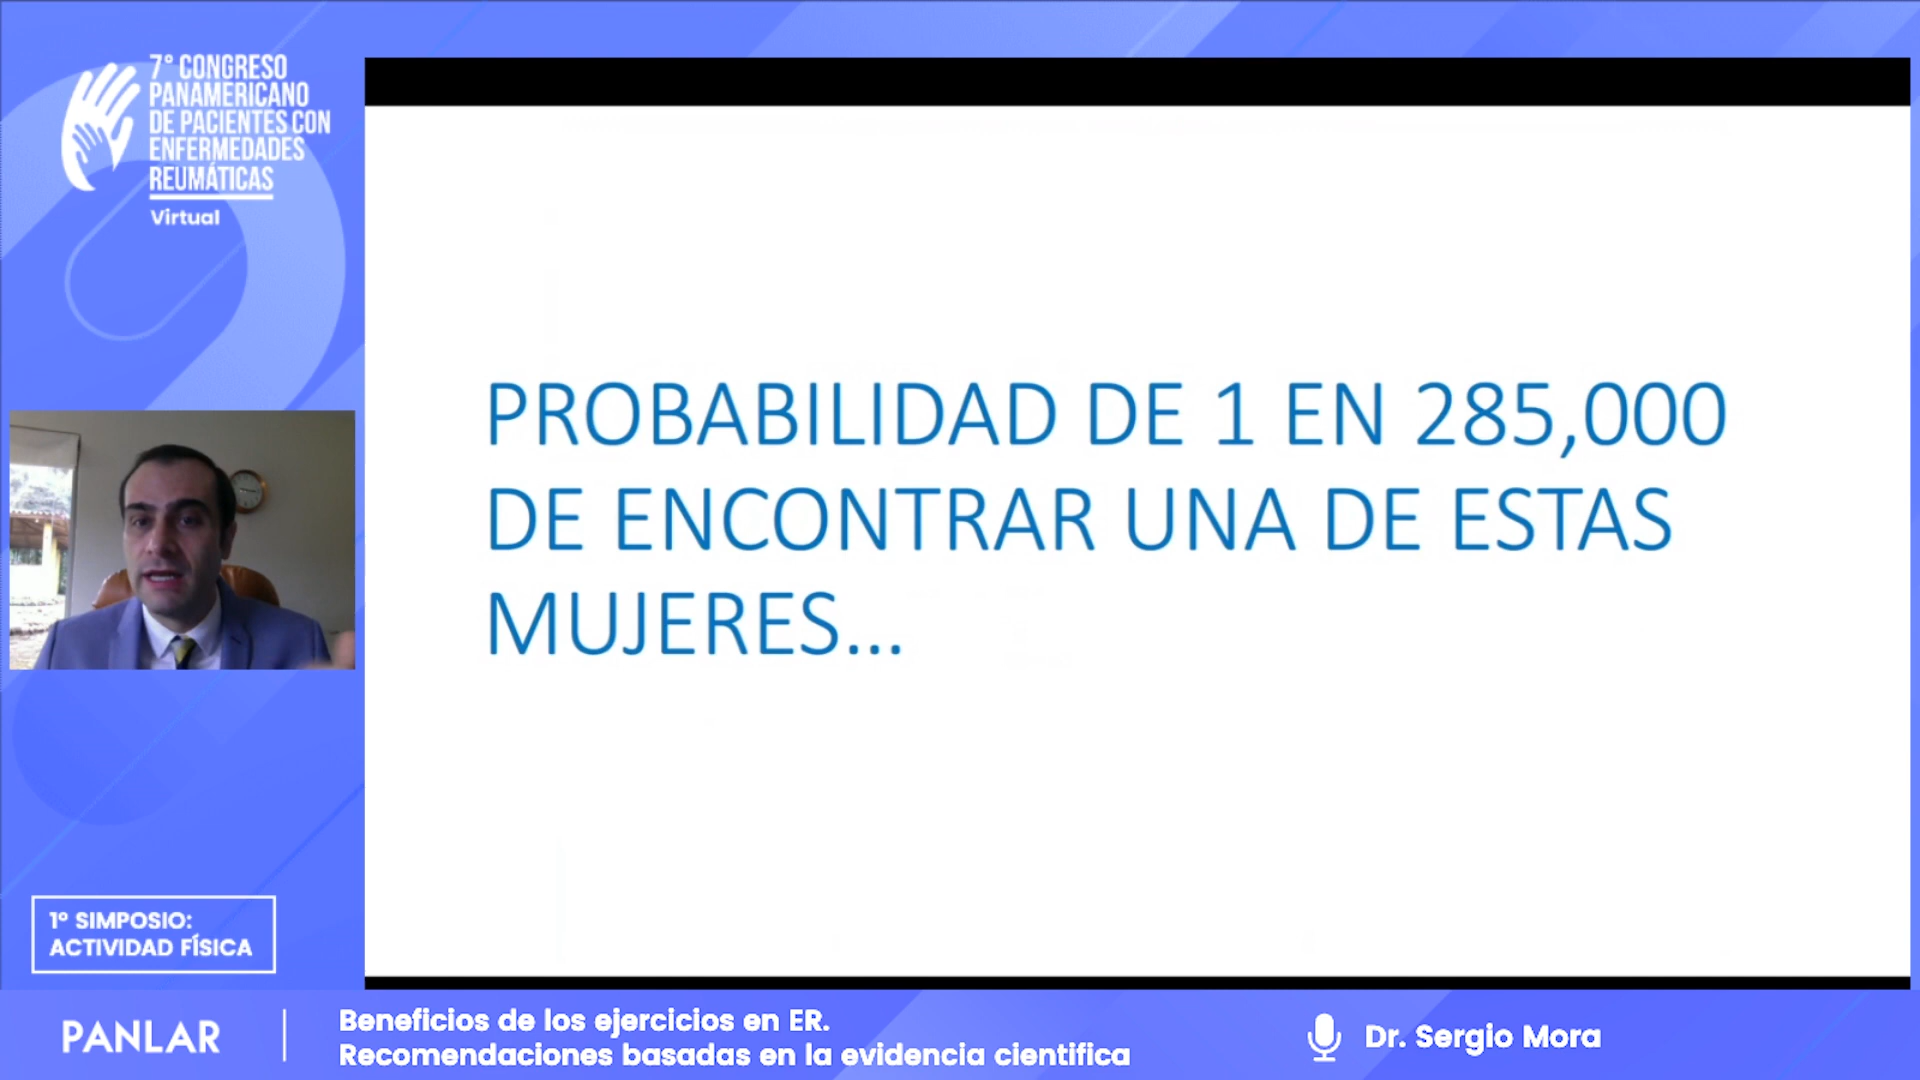 7° CONGRESO
PANAMERICANO
DE PACIENTES CON
ENFERMEDADES
REUMÁTICAS
Virtual
PROBABILIDAD DE 1 EN 285,000
DE ENCONTRAR UNA DE ESTAS
MUJERES...
1º SIMPOSIO:
ACTIVIDAD FÍSICA
PANLAR
Beneficios de los ejercicios en ER.
Recomendaciones basadas en la evidencia cientifica
Dr. Sergio Mora